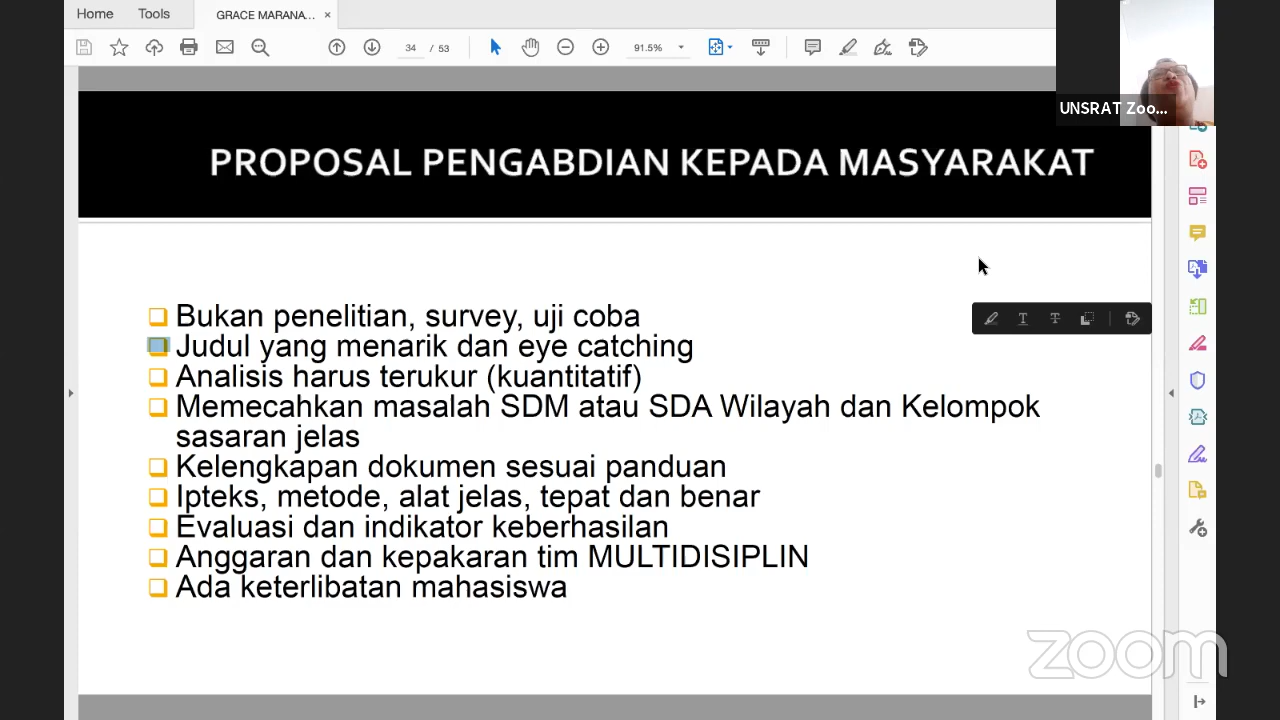 Home Tools GRACE MARANA... ×
34 / 53 91.5%
UNSRAT Zoo...
PROPOSAL PENGABDIAN KEPADA MASYARAKAT
Bukan penelitian, survey, uji coba
Judul yang menarik dan eye catching
Analisis harus terukur (kuantitatif)
Memecahkan masalah SDM atau SDA Wilayah dan Kelompok
sasaran jelas
Kelengkapan dokumen sesuai panduan
Ipteks, metode, alat jelas, tepat dan benar
Evaluasi dan indikator keberhasilan
Anggaran dan kepakaran tim MULTIDISIPLIN
Ada keterlibatan mahasiswa
zoom